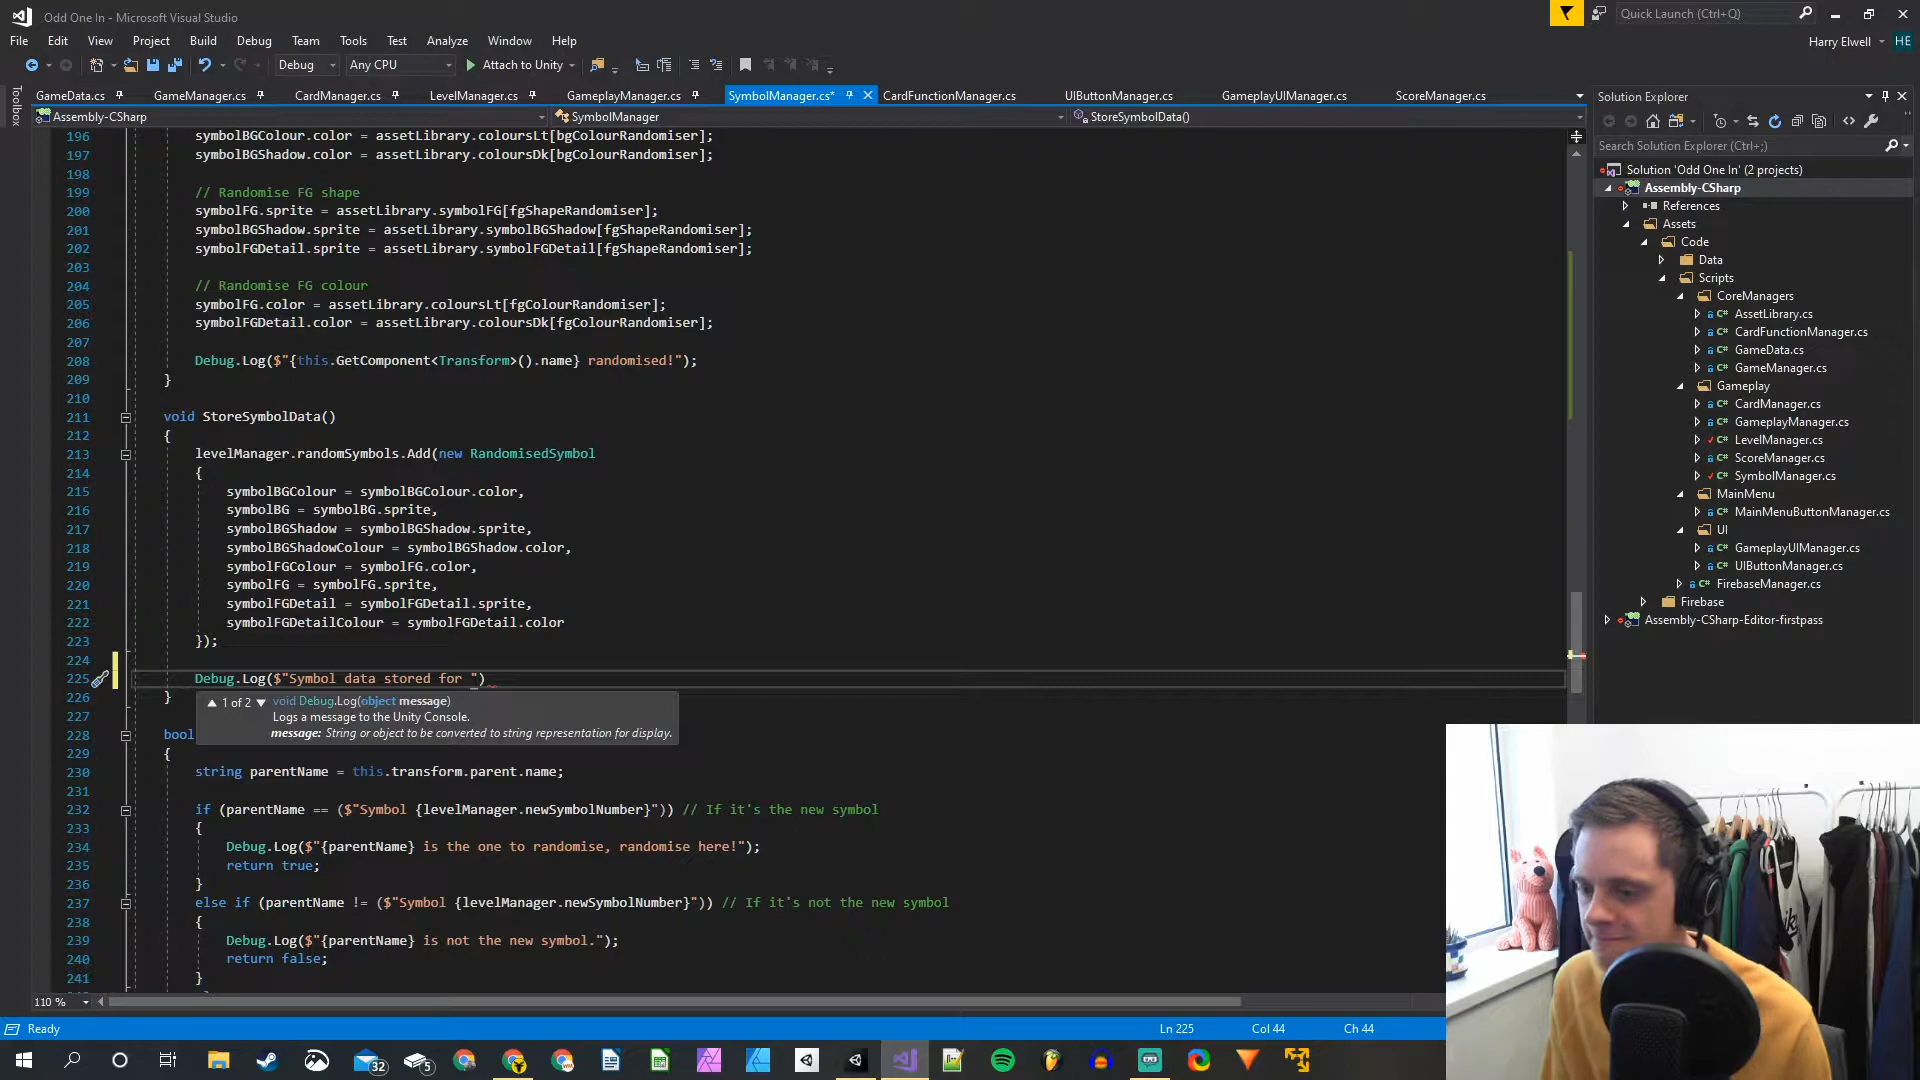 Odd One In - Microsoft Visual Studio
Quick Launch (Ctrl+Q)
File Edit View Project Build Debug Team Tools Test Analyze Window Help
Harry Elwell HE
Debug Any CPU Attach to Unity
Toolbox
GameData.cs GameManager.cs CardManager.cs LevelManager.cs GameplayManager.cs SymbolManager.cs* CardFunctionManager.cs UIButtonManager.cs GameplayUIManager.cs ScoreManager.cs
Assembly-CSharp SymbolManager StoreSymbolData()
196 symbolBGColour.color = assetLibrary.coloursLt[bgColourRandomiser];
197 symbolBGShadow.color = assetLibrary.coloursDk[bgColourRandomiser];
198
199 // Randomise FG shape
200 symbolFG.sprite = assetLibrary.symbolFG[fgShapeRandomiser];
201 symbolBGShadow.sprite = assetLibrary.symbolBGShadow[fgShapeRandomiser];
202 symbolFGDetail.sprite = assetLibrary.symbolFGDetail[fgShapeRandomiser];
203
204 // Randomise FG colour
205 symbolFG.color = assetLibrary.coloursLt[fgColourRandomiser];
206 symbolFGDetail.color = assetLibrary.coloursDk[fgColourRandomiser];
207
208 Debug.Log($"{this.GetComponent<Transform>().name} randomised!");
209 }
210
211 void StoreSymbolData()
212 {
213 levelManager.randomSymbols.Add(new RandomisedSymbol
214 {
215 symbolBGColour = symbolBGColour.color,
216 symbolBG = symbolBG.sprite,
217 symbolBGShadow = symbolBGShadow.sprite,
218 symbolBGShadowColour = symbolBGShadow.color,
219 symbolFGColour = symbolFG.color,
220 symbolFG = symbolFG.sprite,
221 symbolFGDetail = symbolFGDetail.sprite,
222 symbolFGDetailColour = symbolFGDetail.color
223 });
224
225 Debug.Log($"Symbol data stored for ")
226 }
1 of 2 void Debug.Log(object message)
Logs a message to the Unity Console.
message: String or object to be converted to string representation for display.
227
228 bool
229 {
230 string parentName = this.transform.parent.name;
231
232 if (parentName == ($"Symbol {levelManager.newSymbolNumber}")) // If it's the new symbol
233 {
234 Debug.Log($"{parentName} is the one to randomise, randomise here!");
235 return true;
236 }
237 else if (parentName != ($"Symbol {levelManager.newSymbolNumber}")) // If it's not the new symbol
238 {
239 Debug.Log($"{parentName} is not the new symbol.");
240 return false;
241 }
110 %
Ready Ln 225 Col 44 Ch 44
Solution Explorer
Search Solution Explorer (Ctrl+;)
Solution 'Odd One In' (2 projects)
Assembly-CSharp
References
Assets
Code
Data
Scripts
CoreManagers
C# AssetLibrary.cs
C# CardFunctionManager.cs
C# GameData.cs
C# GameManager.cs
Gameplay
C# CardManager.cs
C# GameplayManager.cs
C# LevelManager.cs
C# ScoreManager.cs
C# SymbolManager.cs
MainMenu
C# MainMenuButtonManager.cs
UI
C# GameplayUIManager.cs
C# UIButtonManager.cs
C# FirebaseManager.cs
Firebase
Assembly-CSharp-Editor-firstpass
32
5